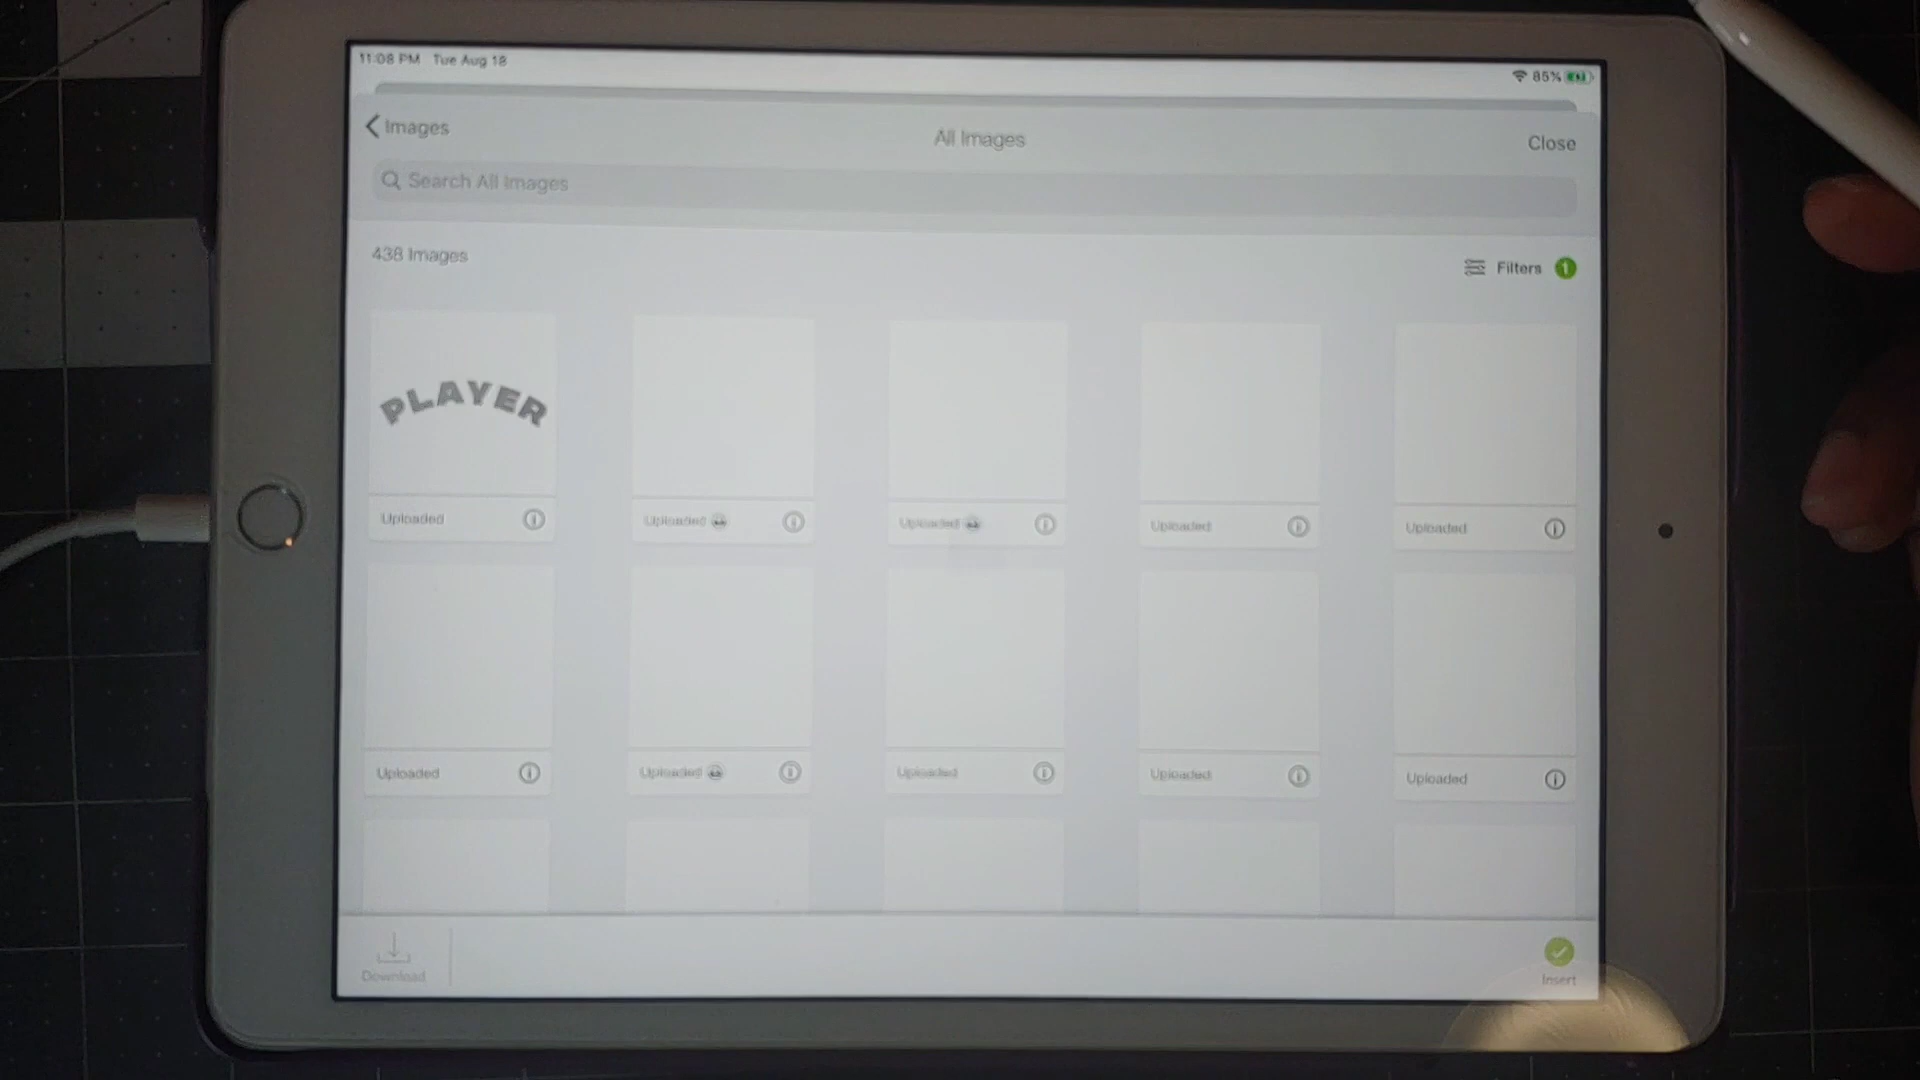 11:08 PM Tue Aug 18
85%
Images
All Images
Close
Search All Images
438 Images
Filters 1
PLAYER
Uploaded
Uploaded
Uploaded
Uploaded
Uploaded
Uploaded
Uploaded
Uploaded
Uploaded
Uploaded
Download
Insert